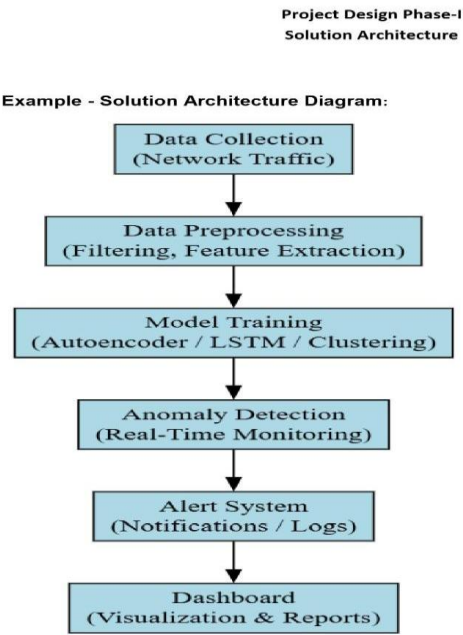 Project Design Phase-I
Solution Architecture
Example - Solution Architecture Diagram:
Data Collection
(Network Traffic)
Data Preprocessing
(Filtering, Feature Extraction)
Model Training
(Autoencoder / LSTM / Clustering)
Anomaly Detection
(Real-Time Monitoring)
Alert System
(Notifications / Logs)
Dashboard
(Visualization & Reports)